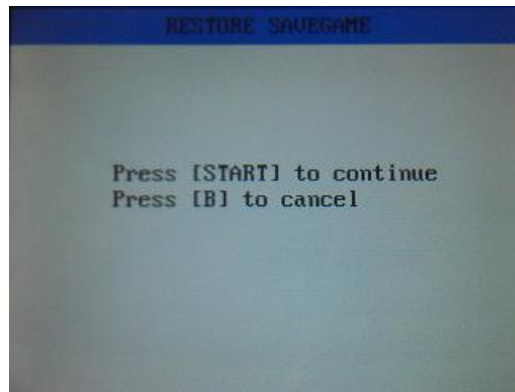 RESTORE SAVEGAME
Press [START] to continue
Press [B] to cancel